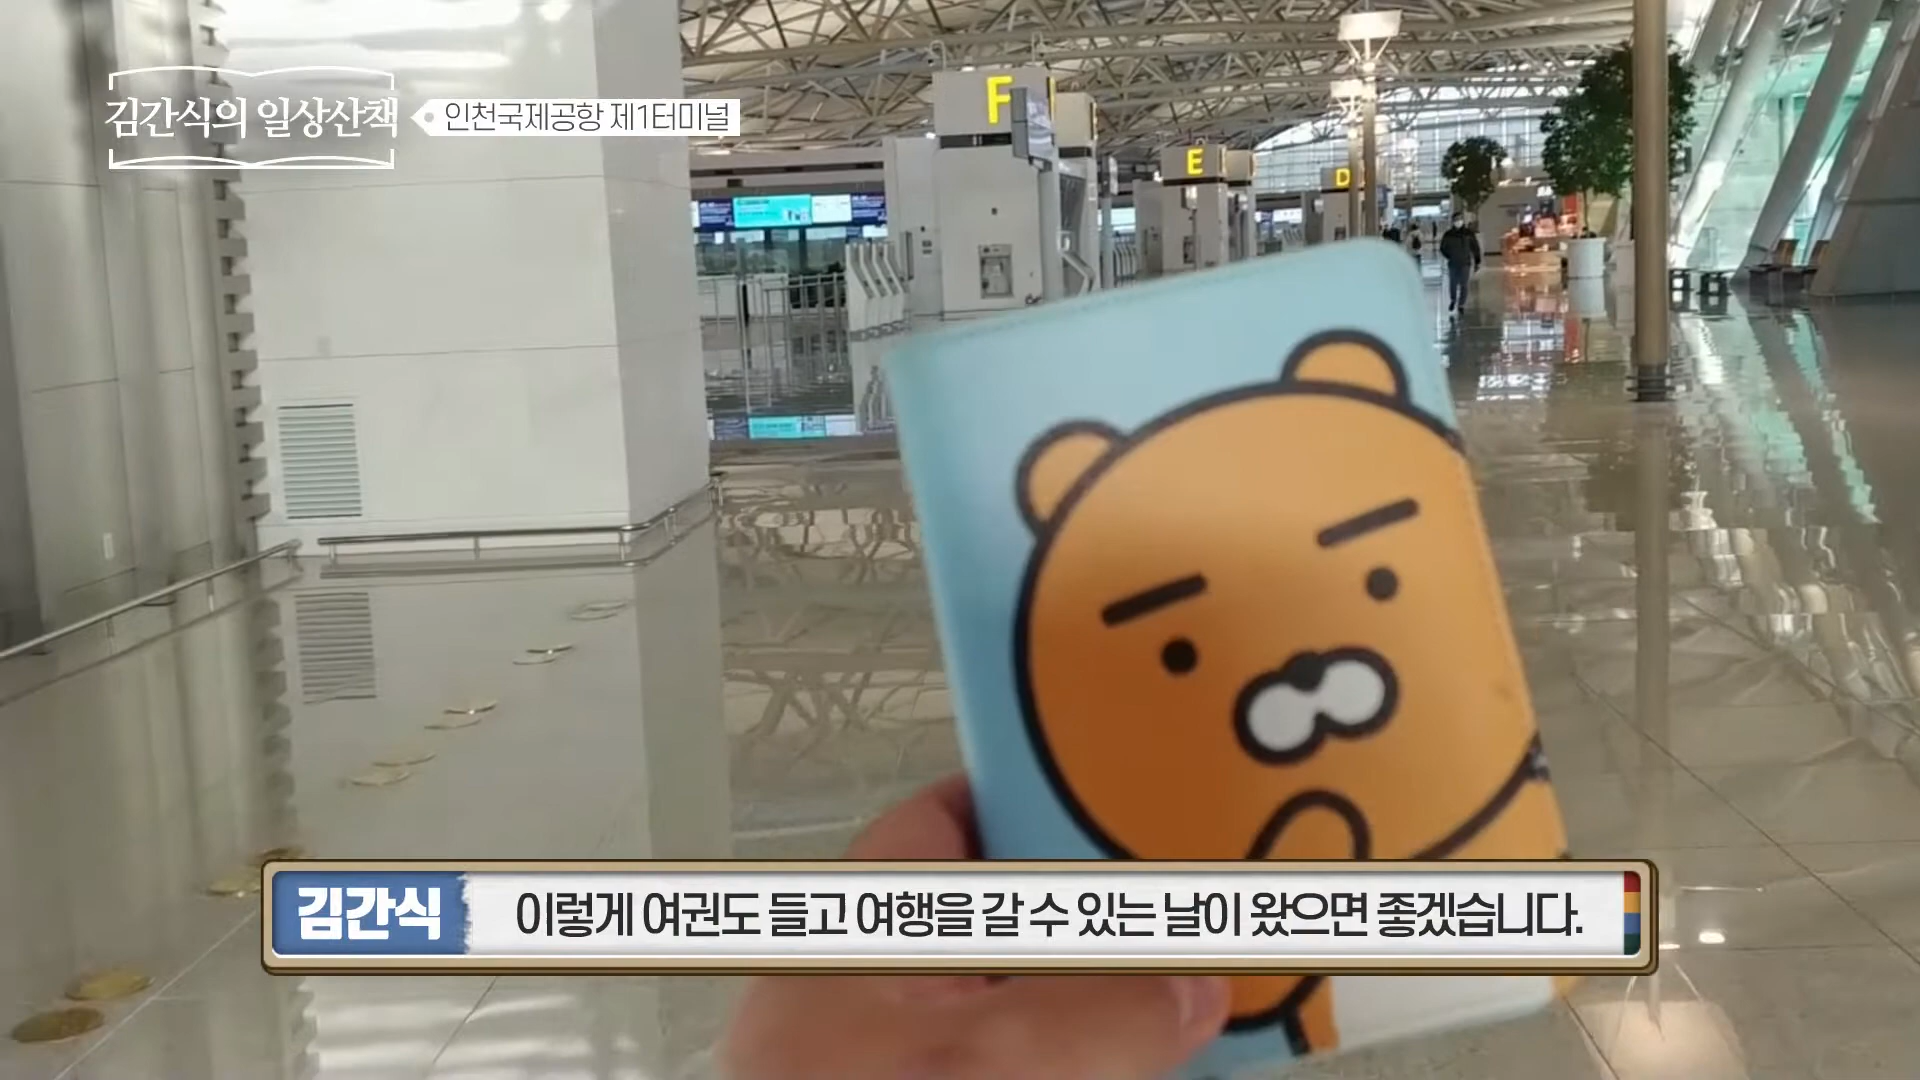 김간식의 일상산책
인천국제공항 제1터미널
F
E
D
김간식
이렇게 여권도 들고 여행을 갈 수 있는 날이 왔으면 좋겠습니다.